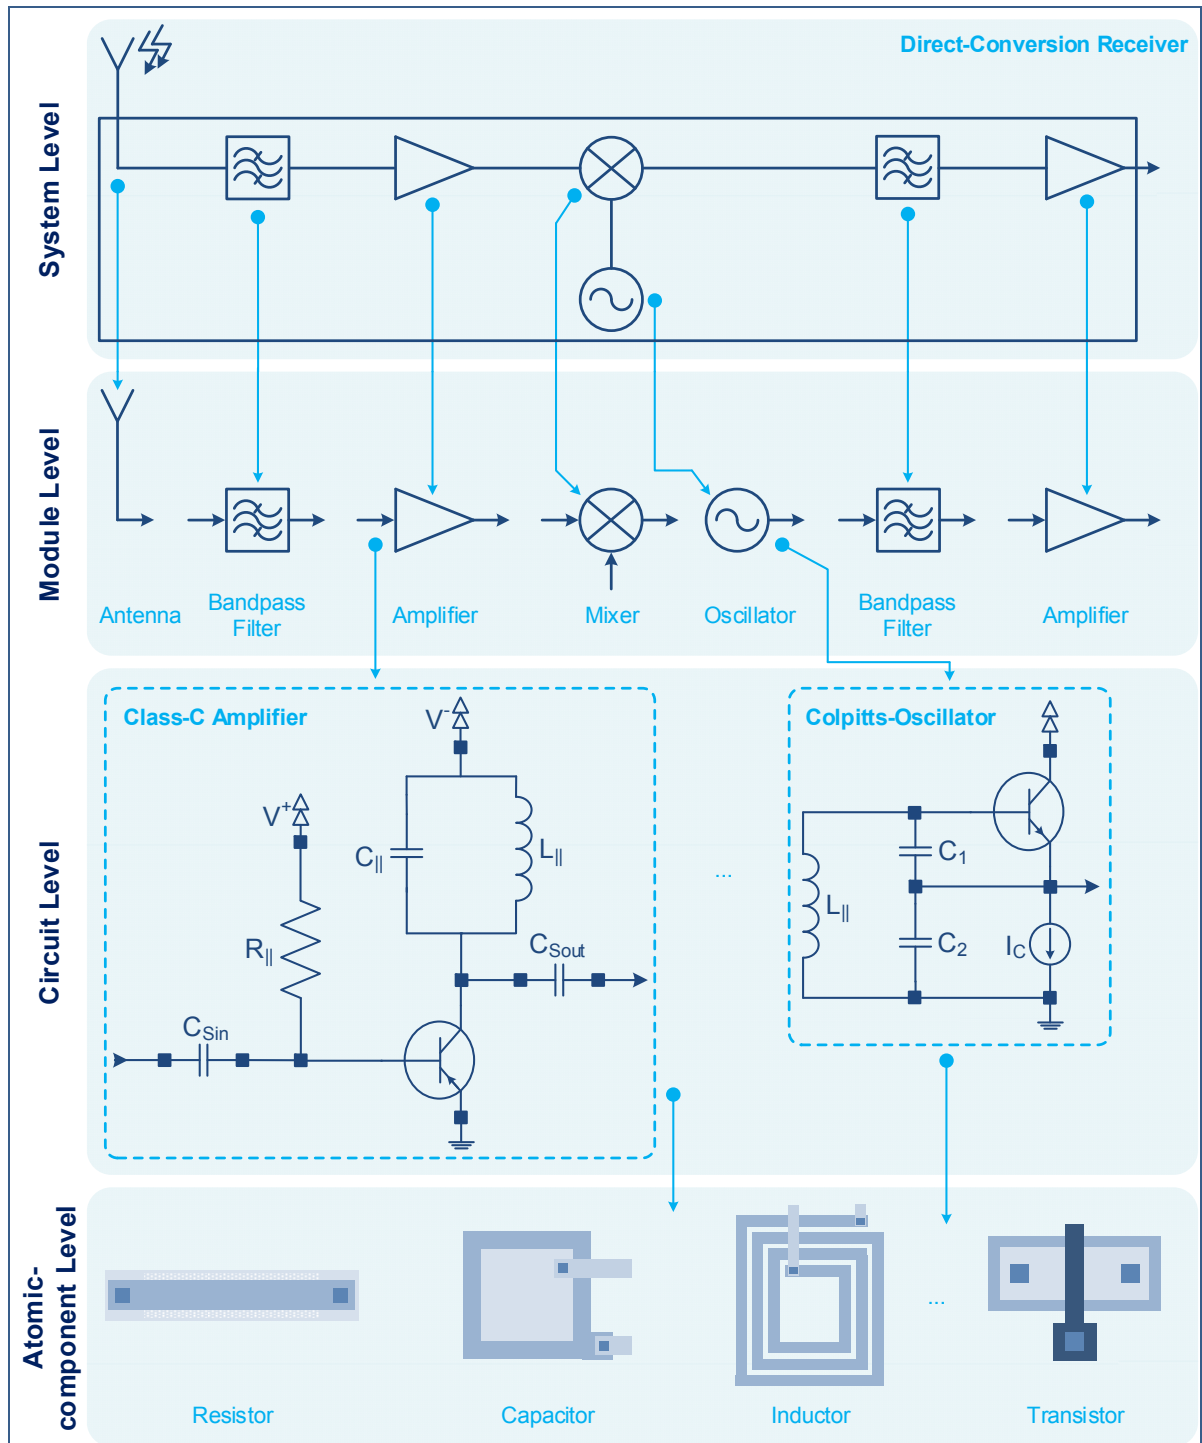 System Level
Direct-Conversion Receiver
Module Level
Antenna
Bandpass
Filter
Amplifier
Mixer
Oscillator
Bandpass
Filter
Amplifier
Circuit Level
Class-C Amplifier
V-
V+
C||
L||
R||
CSout
CSin
...
Colpitts-Oscillator
C1
L||
C2
IC
Atomic-
component Level
...
Resistor
Capacitor
Inductor
Transistor